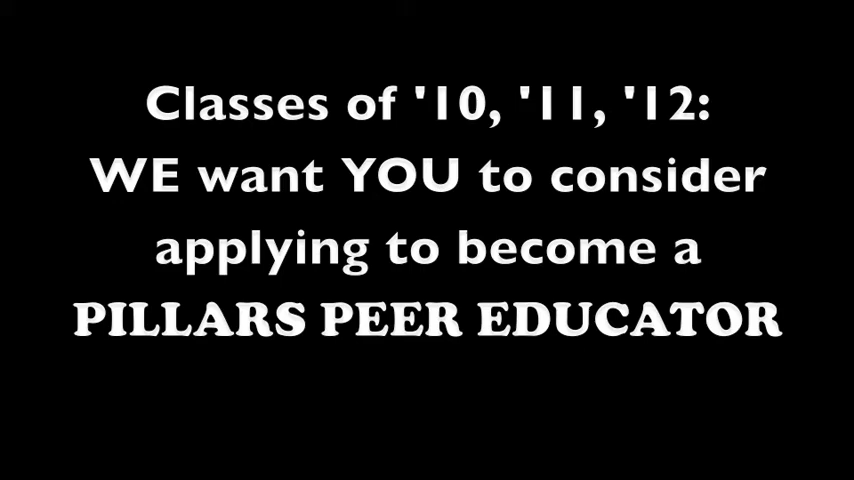 Classes of '10, '11, '12:
WE want YOU to consider
applying to become a
PILLARS PEER EDUCATOR